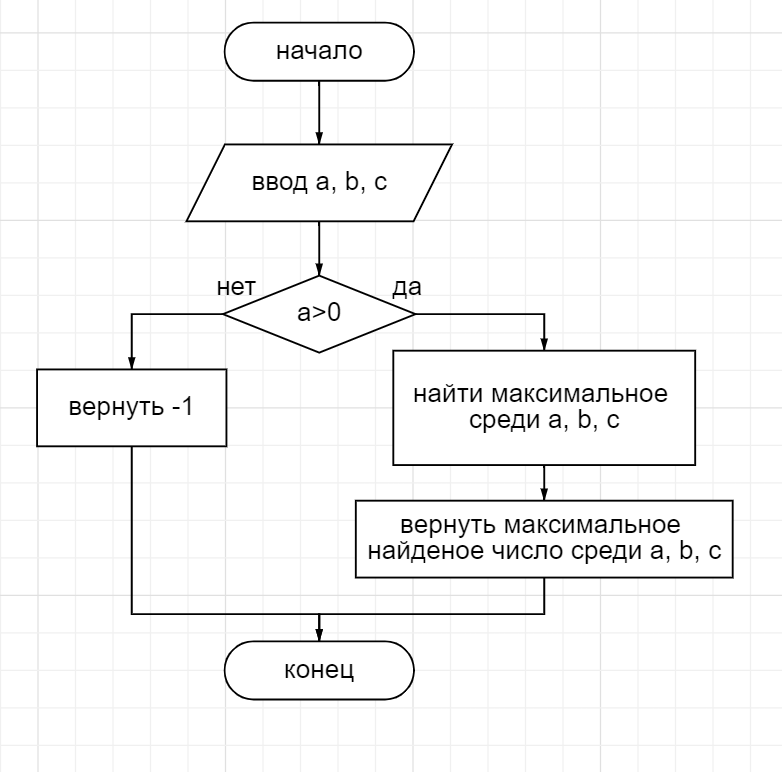 начало
ввод a, b, c
нет
да
a>0
вернуть -1
найти максимальное
среди a, b, c
вернуть максимальное
найденое число среди a, b, c
конец